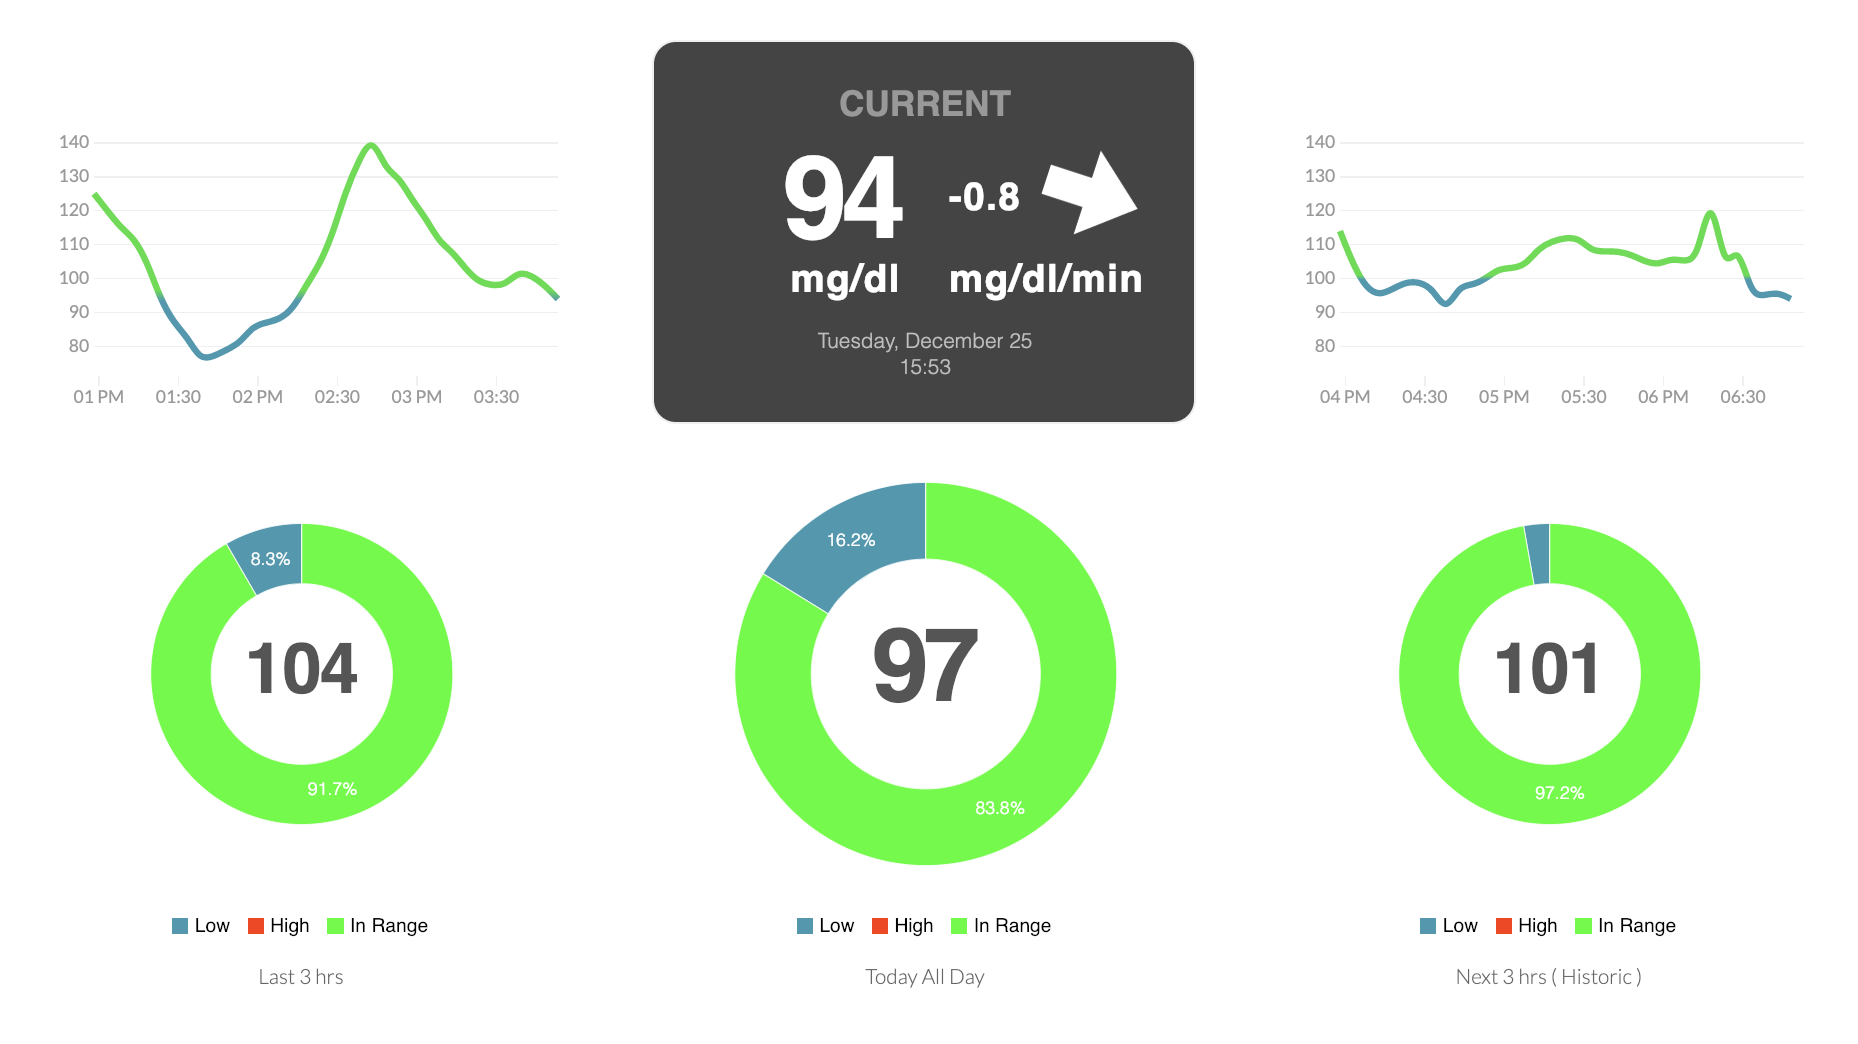 140
130
120
110
100
90
80
01 PM 01:30 02 PM 02:30 03 PM 03:30
CURRENT
94 -0.8
mg/dl mg/dl/min
Tuesday, December 25
15:53
140
130
120
110
100
90
80
04 PM 04:30 05 PM 05:30 06 PM 06:30
8.3%
104
91.7%
Low High In Range
Last 3 hrs
16.2%
97
83.8%
Low High In Range
Today All Day
101
97.2%
Low High In Range
Next 3 hrs ( Historic )